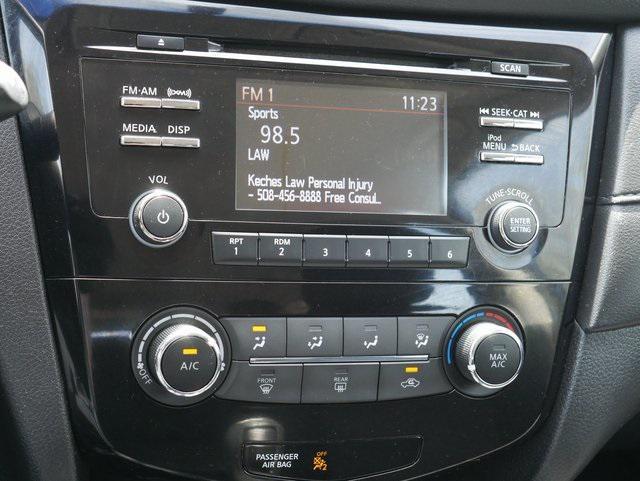 SCAN
FM·AM
MEDIA DISP
FM 1 11:23
Sports
98.5
LAW
Keches Law Personal Injury
- 508-456-8888 Free Consul…
SEEK·CAT
iPod
MENU BACK
VOL
TUNE·SCROLL
ENTER
SETTING
RPT RDM
1 2 3 4 5 6
OFF
A/C
MAX
A/C
FRONT REAR
PASSENGER
AIR BAG
OFF
2